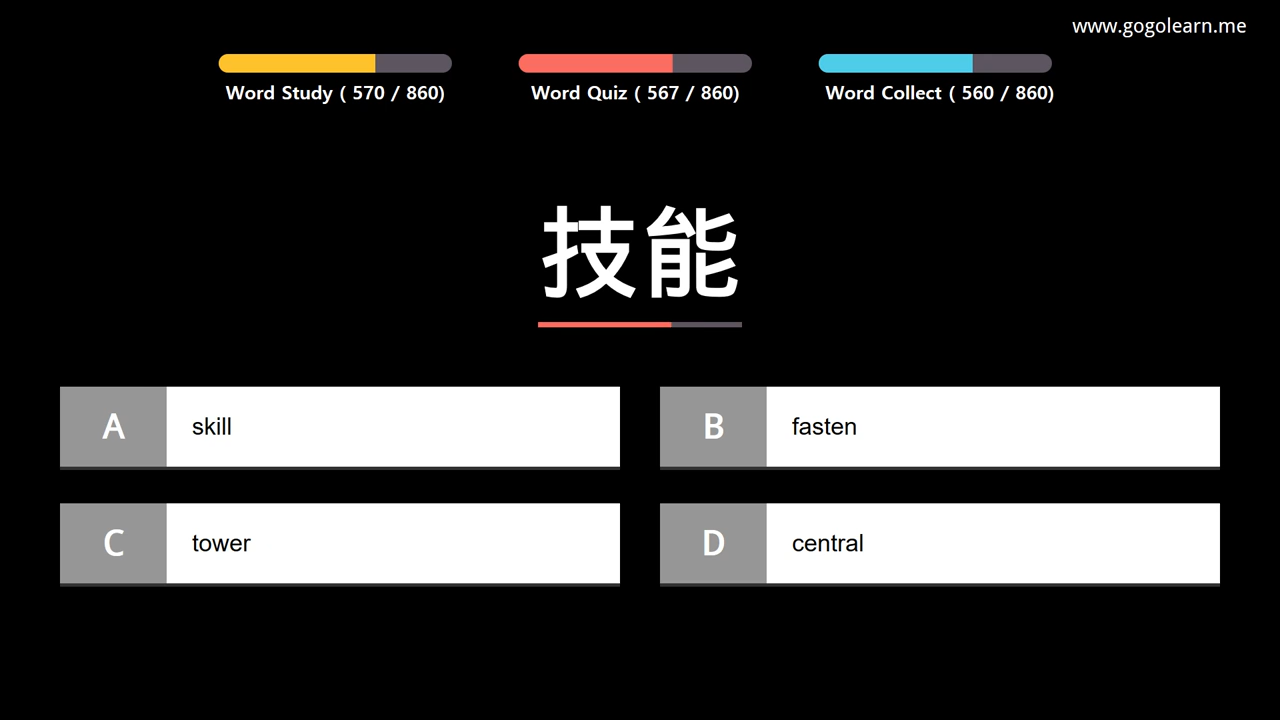 www.gogolearn.me
Word Study ( 570 / 860)
Word Quiz ( 567 / 860)
Word Collect ( 560 / 860)
技能
A skill
B fasten
C tower
D central